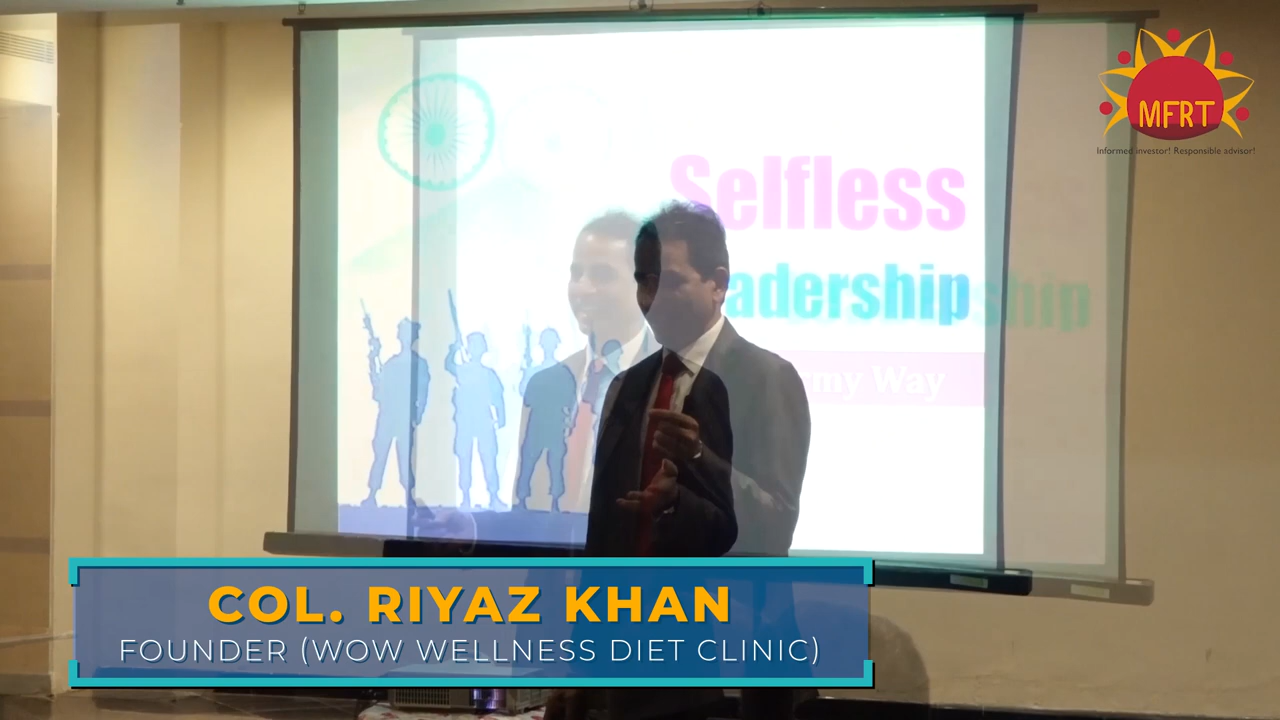 MFRT
Informed investor! Responsible advisor!
Selfless
adership
my Way
COL. RIYAZ KHAN
FOUNDER (WOW WELLNESS DIET CLINIC)